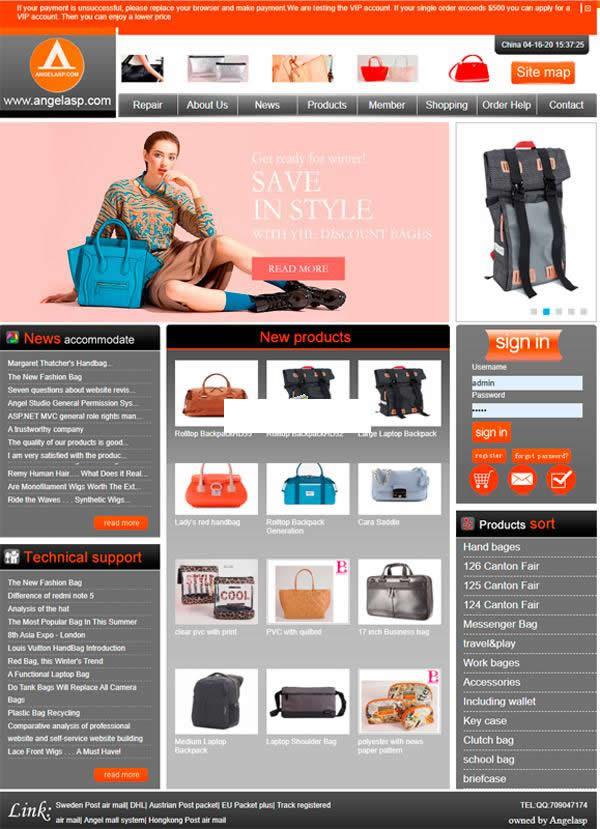 If your payment is unsuccessful, please replace your browser and make payment.We are testing the VIP account. If your single order exceeds $500 you can apply for a
VIP account. Then you can enjoy a lower price
China 04-16-20 15:37:25
ANGELASP.COM
Site map
www.angelasp.com
Repair
About Us
News
Products
Member
Shopping
Order Help
Contact
Get ready for winter!
SAVE
IN STYLE
WITH YHE DISCOUNT BAGES
READ MORE
News accommodate
Margaret Thatcher's Handbag...
The New Fashion Bag
Seven questions about website revis...
Angel Studio General Permission Sys...
ASP.NET MVC general role rights man...
A trustworthy company
The quality of our products is good...
I am very satisfied with the produc...
Remy Human Hair.... What Does it Real...
Are Monofilament Wigs Worth The Ext...
Ride the Waves . . . Synthetic Wigs...
read more
Technical support
The New Fashion Bag
Difference of redmi note 5
Analysis of the hat
The Most Popular Bag In This Summer
8th Asia Expo - London
Louis Vuitton HandBag Introduction
Red Bag, this Winter's Trend
A Functional Laptop Bag
Do Tank Bags Will Replace All Camera
Bags
Plastic Bag Recycling
Comparative analysis of professional
website and self-service website building
Lace Front Wigs . . . A Must Have!
read more
New products
Rolltop Backpack
Rolltop Backpack
Large Laptop Backpack
Lady's red handbag
Rolltop Backpack
Generation
Cara Saddle
COOL
clear pvc with print
PVC with quilted
17 inch Business bag
Medium Laptop
Backpack
Laptop Shoulder Bag
polyester with news
paper pattern
sign in
Username
admin
Password
•••••
sign in
register
forgot password?
Products sort
Hand bages
126 Canton Fair
125 Canton Fair
124 Canton Fair
Messenger Bag
travel&play
Work bages
Accessories
Including wallet
Key case
Clutch bag
school bag
briefcase
Link:
Sweden Post air mail| DHL| Austrian Post packet| EU Packet plus| Track registered
air mail| Angel mall system| Hongkong Post air mail
TEL:QQ:709047174
owned by Angelasp